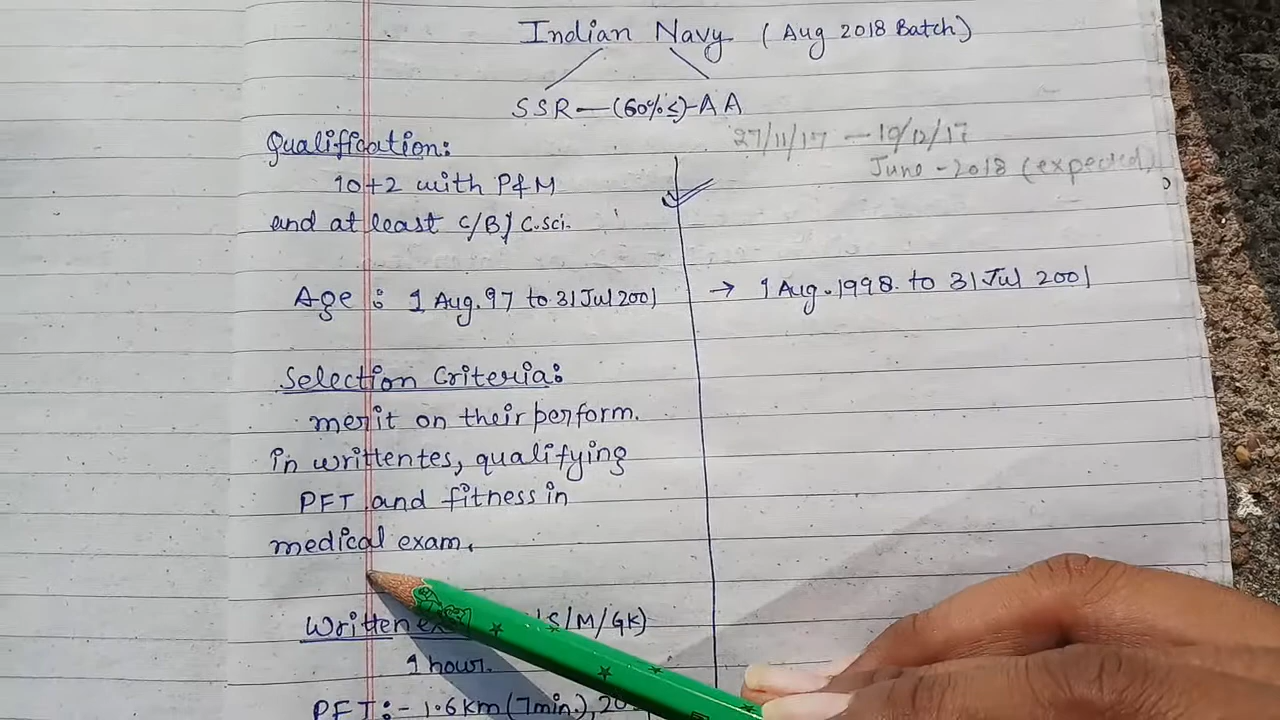 Indian Navy (Aug 2018 Batch)
SSR—(60%≤)-AA
27/11/17 — 10/12/17
June - 2018 (expected)
Qualification:
10+2 with P&M
and at least C/B/ C.Sci.
Age : 1 Aug. 97 to 31 Jul 2001 → 1 Aug. 1998. to 31 Jul 2001
Selection Criteria:
merit on their perform.
in writtentes, qualifying
PFT and fitness in
medical exam.
Written S/M/GK)
1 hour.
PFT:- 1.6 km (7min.), 20